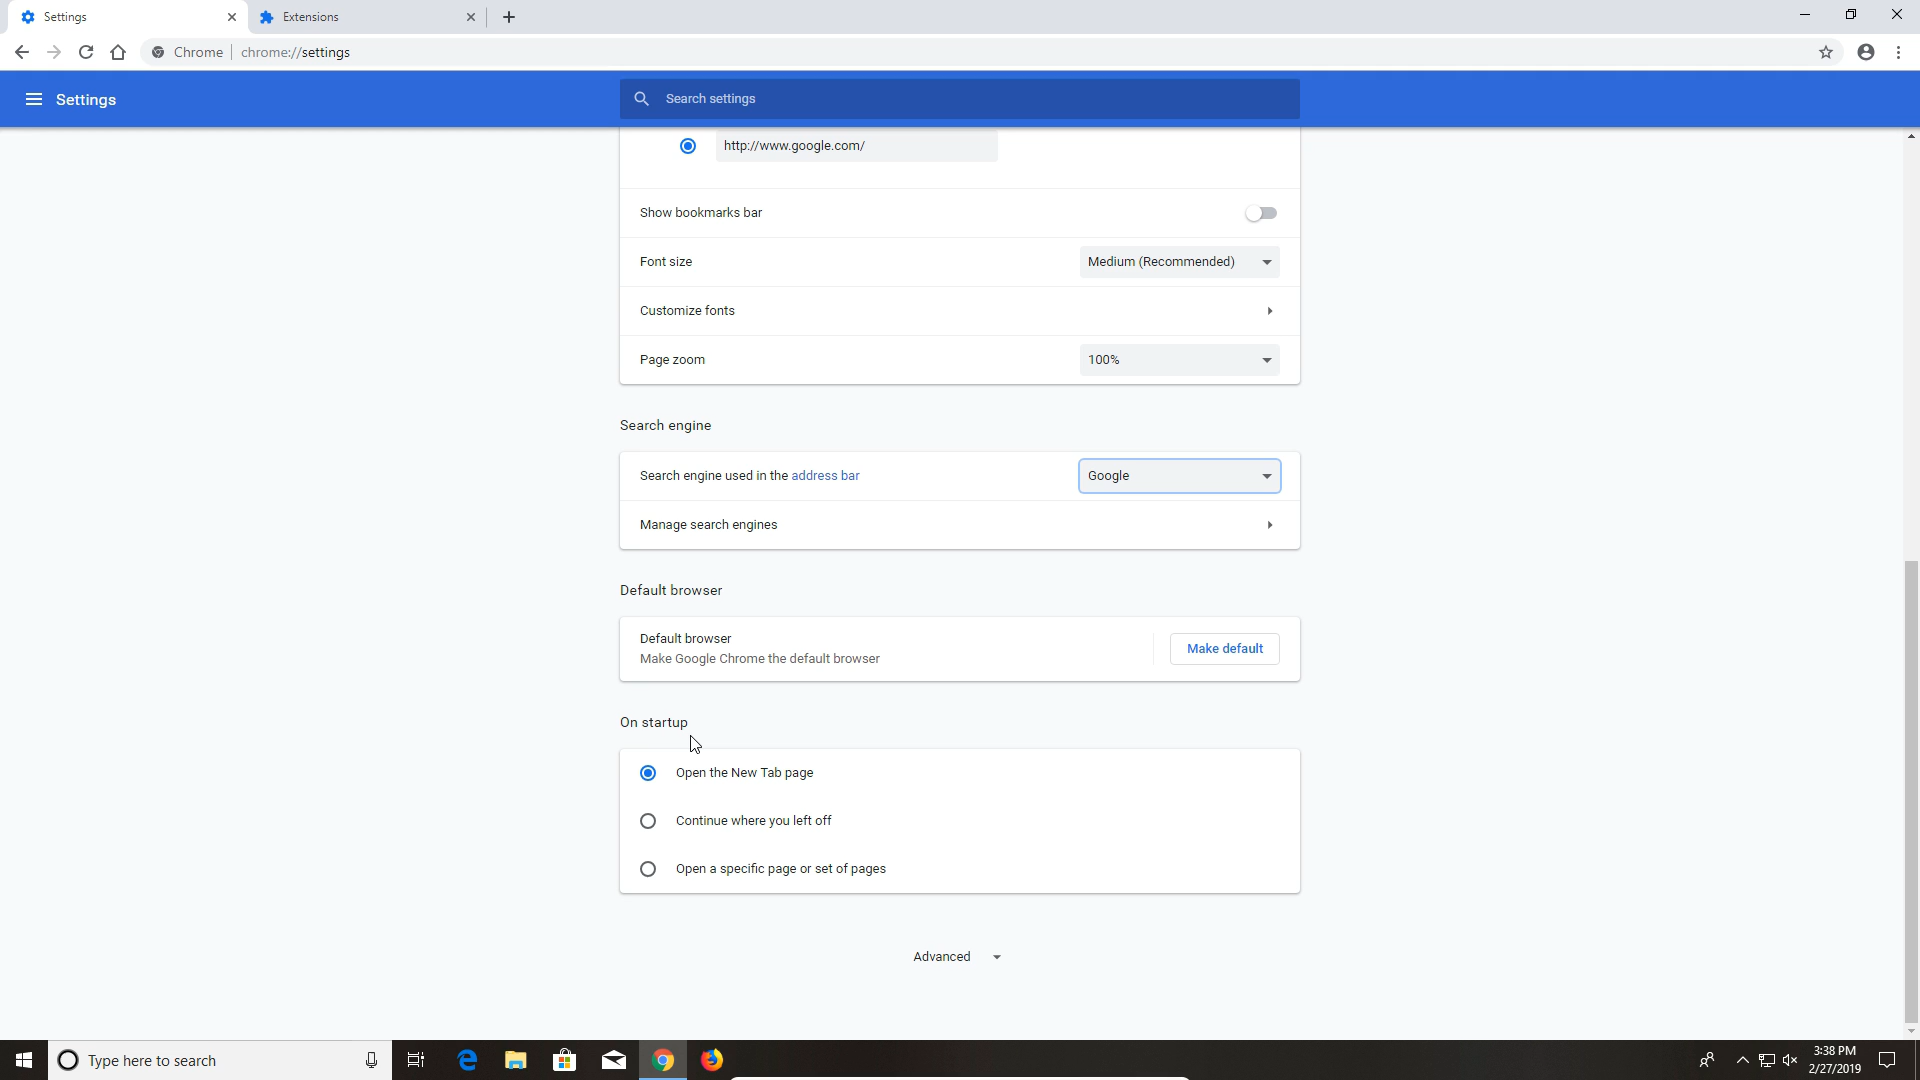 Settings
Extensions
Chrome
chrome://settings
Settings
Search settings
http://www.google.com/
Show bookmarks bar
Font size
Medium (Recommended)
Customize fonts
Page zoom
100%
Search engine
Search engine used in the address bar
Google
Manage search engines
Default browser
Default browser
Make Google Chrome the default browser
Make default
On startup
Open the New Tab page
Continue where you left off
Open a specific page or set of pages
Advanced
Type here to search
3:38 PM
2/27/2019